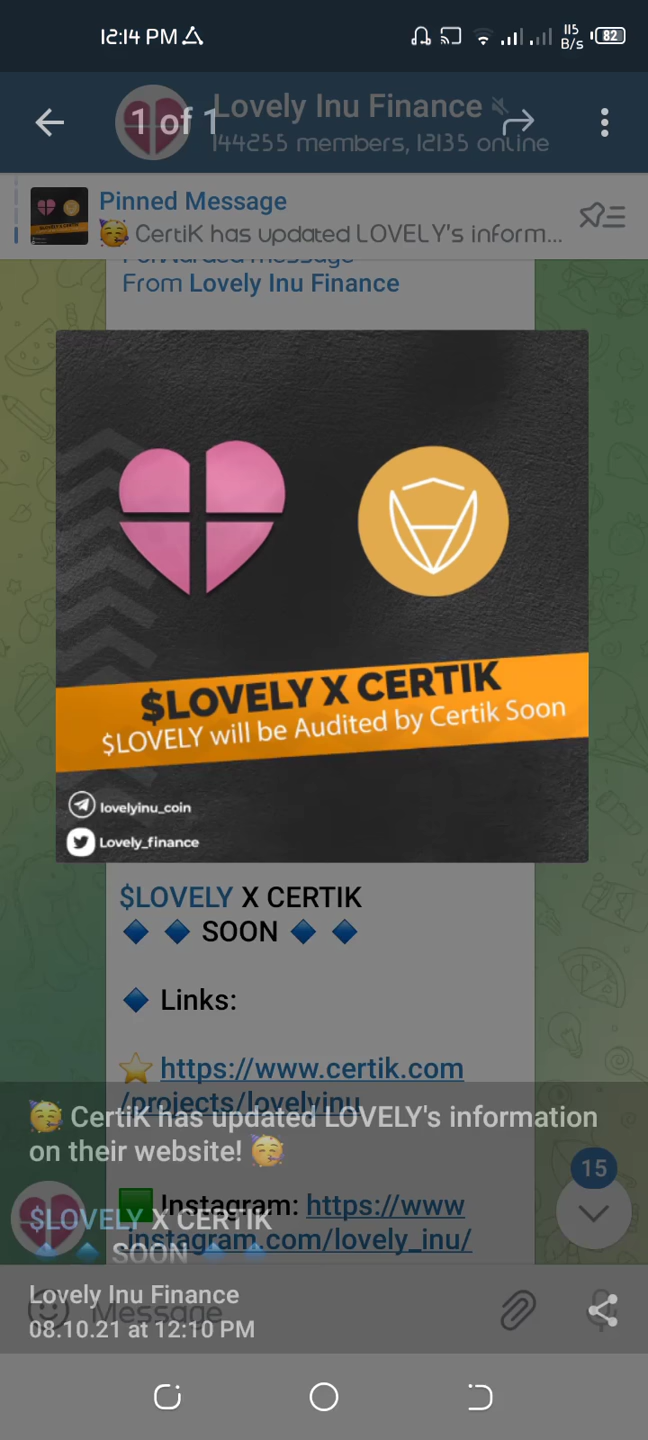 12:14 PM
115
B/s
82
Lovely Inu Finance
1 of 1
144255 members, 12135 online
Pinned Message
🥳 CertiK has updated LOVELY's inform...
Forwarded message
From Lovely Inu Finance
$LOVELY X CERTIK
$LOVELY will be Audited by Certik Soon
lovelyinu_coin
Lovely_finance
$LOVELY X CERTIK
🔷 🔷 SOON 🔷 🔷
🔷 Links:
⭐ https://www.certik.com
/projects/lovelyinu
🥳 CertiK has updated LOVELY's information
on their website! 🥳
15
🟩 Instagram: https://www
.instagram.com/lovely_inu/
$LOVELY X CERTIK
🔷 🔷 SOON 🔷 🔷
Lovely Inu Finance
Message
08.10.21 at 12:10 PM